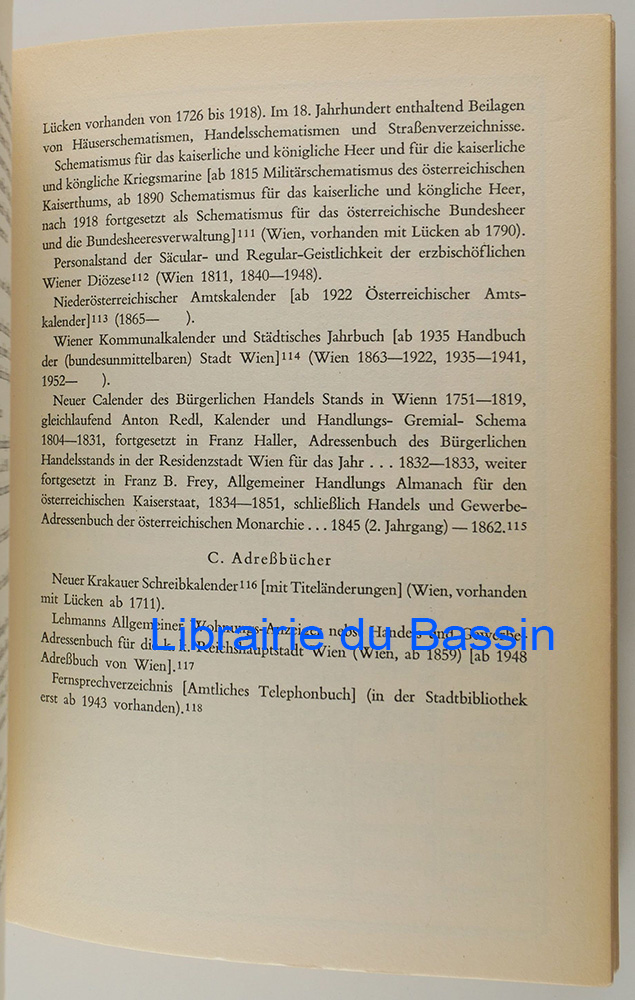 Lücken vorhanden von 1726 bis 1918). Im 18. Jahrhundert enthaltend Beilagen
von Häuserschematismen, Handelsschematismen und Straßenverzeichnisse.
Schematismus für das kaiserliche und königliche Heer und für die kaiserliche
und köngliche Kriegsmarine [ab 1815 Militärschematismus des österreichischen
Kaiserthums, ab 1890 Schematismus für das kaiserliche und köngliche Heer,
nach 1918 fortgesetzt als Schematismus für das österreichische Bundesheer
und die Bundesheeresverwaltung]111 (Wien, vorhanden mit Lücken ab 1790).
Personalstand der Säcular- und Regular-Geistlichkeit der erzbischöflichen
Wiener Diözese112 (Wien 1811, 1840—1948).
Niederösterreichischer Amtskalender [ab 1922 Österreichischer Amts-
kalender]113 (1865— ).
Wiener Kommunalkalender und Städtisches Jahrbuch [ab 1935 Handbuch
der (bundesunmittelbaren) Stadt Wien]114 (Wien 1863—1922, 1935—1941,
1952— ).
Neuer Calender des Bürgerlichen Handels Stands in Wienn 1751—1819,
gleichlaufend Anton Redl, Kalender und Handlungs- Gremial- Schema
1804—1831, fortgesetzt in Franz Haller, Adressenbuch des Bürgerlichen
Handelsstands in der Residenzstadt Wien für das Jahr . . . 1832—1833, weiter
fortgesetzt in Franz B. Frey, Allgemeiner Handlungs Almanach für den
österreichischen Kaiserstaat, 1834—1851, schließlich Handels und Gewerbe-
Adressenbuch der österreichischen Monarchie . . . 1845 (2. Jahrgang) — 1862.115
C. Adreßbücher
Neuer Krakauer Schreibkalender116 [mit Titeländerungen] (Wien, vorhanden
mit Lücken ab 1711).
Lehmanns Allgemeiner Wohnungs-Anzeiger nebst Handels und Gewerbe-
Adressenbuch für die k. k. Reichshauptstadt Wien (Wien, ab 1859) [ab 1948
Adreßbuch von Wien].117
Fernsprechverzeichnis [Amtliches Telephonbuch] (in der Stadtbibliothek
erst ab 1943 vorhanden).118
Librairie du Bassin